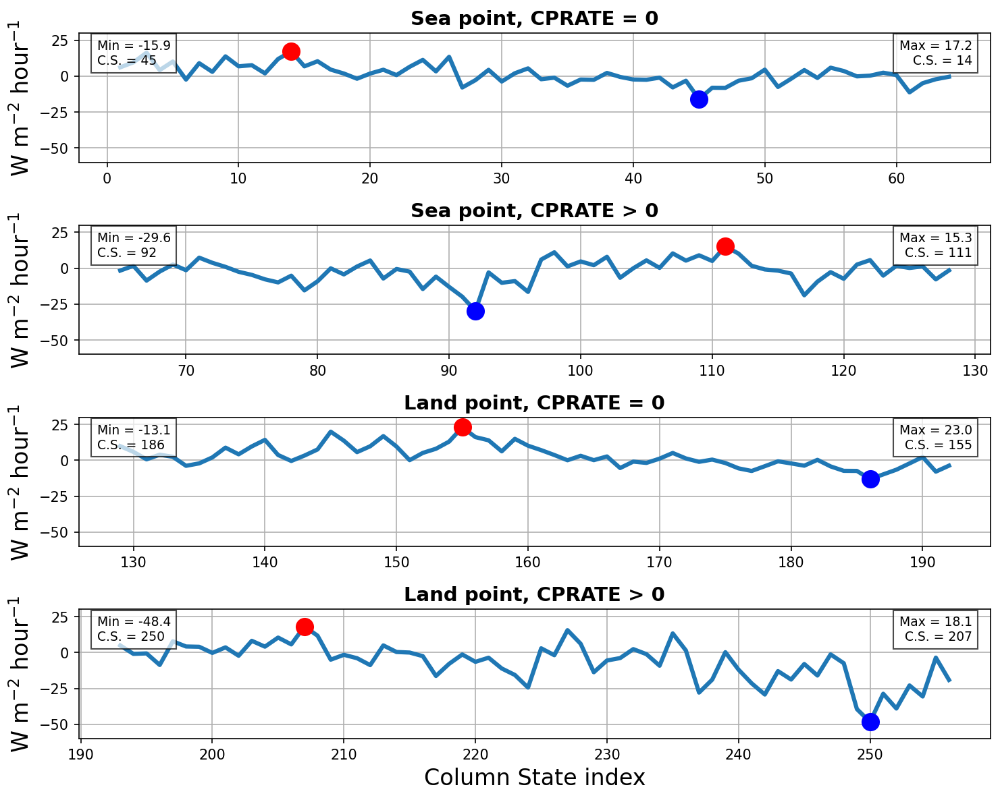 Sea point, CPRATE = 0
W m⁻² hour⁻¹
25
0
−25
−50
Min = -15.9
C.S. = 45
Max = 17.2
C.S. = 14
0 10 20 30 40 50 60
Sea point, CPRATE > 0
W m⁻² hour⁻¹
25
0
−25
−50
Min = -29.6
C.S. = 92
Max = 15.3
C.S. = 111
70 80 90 100 110 120 130
Land point, CPRATE = 0
W m⁻² hour⁻¹
25
0
−25
−50
Min = -13.1
C.S. = 186
Max = 23.0
C.S. = 155
130 140 150 160 170 180 190
Land point, CPRATE > 0
W m⁻² hour⁻¹
25
0
−25
−50
Min = -48.4
C.S. = 250
Max = 18.1
C.S. = 207
190 200 210 220 230 240 250
Column State index